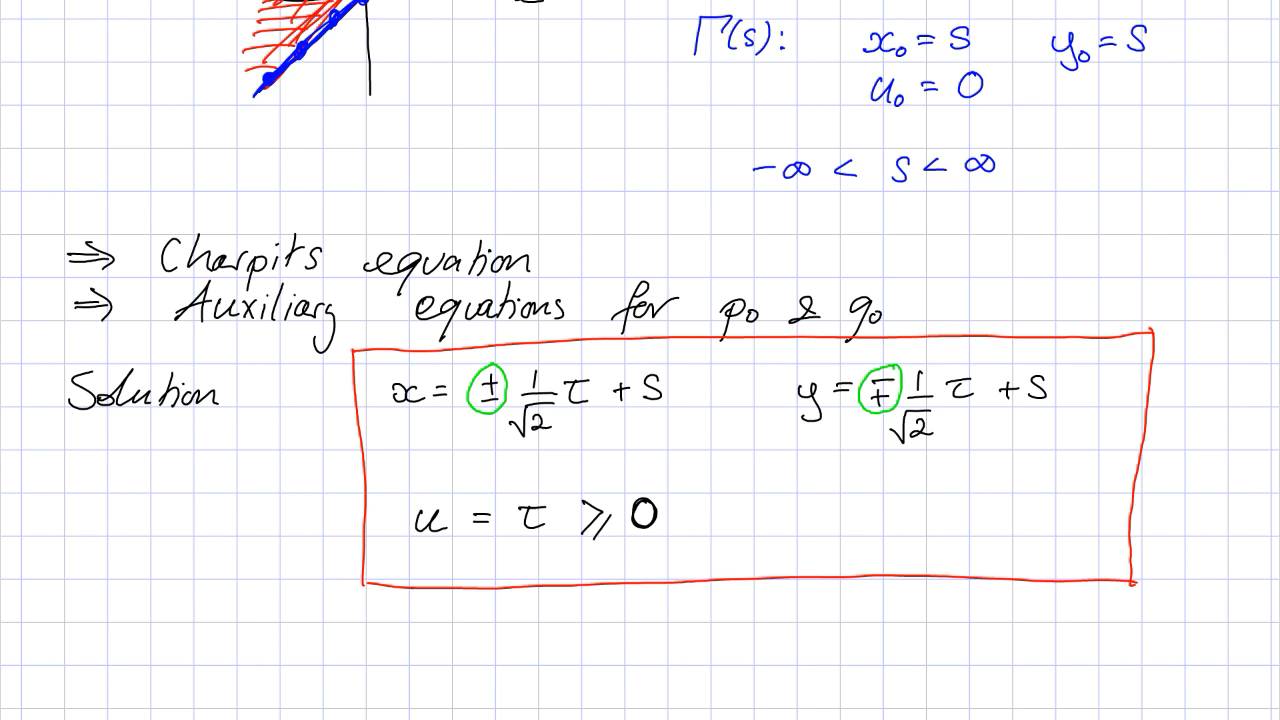 Γ(s): x₀ = s y₀ = s
u₀ = 0
-∞ < s < ∞
⇒ Charpits equation
⇒ Auxiliary equations for p₀ & q₀
Solution x = ± 1/√2 τ + s y = ∓ 1/√2 τ + s
u = τ ⩾ 0